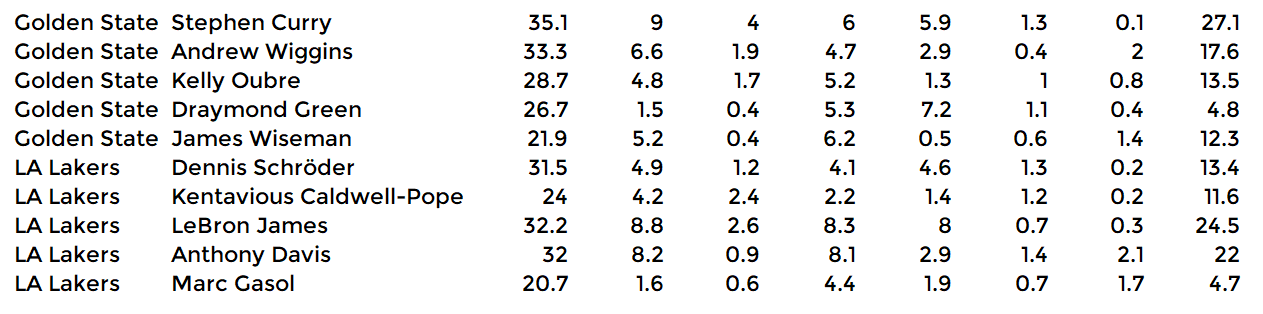 Golden State Stephen Curry 35.1 9 4 6 5.9 1.3 0.1 27.1
Golden State Andrew Wiggins 33.3 6.6 1.9 4.7 2.9 0.4 2 17.6
Golden State Kelly Oubre 28.7 4.8 1.7 5.2 1.3 1 0.8 13.5
Golden State Draymond Green 26.7 1.5 0.4 5.3 7.2 1.1 0.4 4.8
Golden State James Wiseman 21.9 5.2 0.4 6.2 0.5 0.6 1.4 12.3
LA Lakers Dennis Schröder 31.5 4.9 1.2 4.1 4.6 1.3 0.2 13.4
LA Lakers Kentavious Caldwell-Pope 24 4.2 2.4 2.2 1.4 1.2 0.2 11.6
LA Lakers LeBron James 32.2 8.8 2.6 8.3 8 0.7 0.3 24.5
LA Lakers Anthony Davis 32 8.2 0.9 8.1 2.9 1.4 2.1 22
LA Lakers Marc Gasol 20.7 1.6 0.6 4.4 1.9 0.7 1.7 4.7